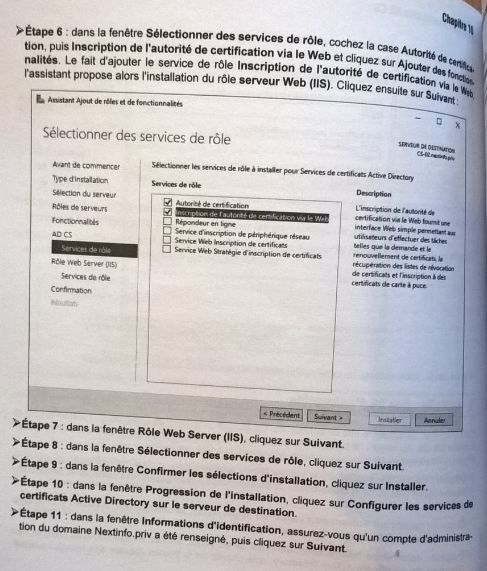 Chapitre 10
➤Étape 6 : dans la fenêtre Sélectionner des services de rôle, cochez la case Autorité de certifica-
tion, puis Inscription de l'autorité de certification via le Web et cliquez sur Ajouter des fonction-
nalités. Le fait d'ajouter le service de rôle Inscription de l'autorité de certification via le Web
l'assistant propose alors l'installation du rôle serveur Web (IIS). Cliquez ensuite sur Suivant :
Assistant Ajout de rôles et de fonctionnalités
Sélectionner des services de rôle
SERVEUR DE DESTINATION
CS-02.nextinfo.priv
Avant de commencer
Type d'installation
Sélection du serveur
Rôles de serveurs
Fonctionnalités
AD CS
Services de rôle
Rôle Web Server (IIS)
Services de rôle
Confirmation
Résultats
Sélectionner les services de rôle à installer pour Services de certificats Active Directory
Services de rôle
Autorité de certification
Inscription de l'autorité de certification via le Web
Répondeur en ligne
Service d'inscription de périphérique réseau
Service Web Inscription de certificats
Service Web Stratégie d'inscription de certificats
Description
L'inscription de l'autorité de
certification via le Web fournit une
interface Web simple permettant aux
utilisateurs d'effectuer des tâches
telles que la demande et le
renouvellement de certificats, la
récupération des listes de révocation
de certificats et l'inscription à des
certificats de carte à puce.
< Précédent
Suivant >
Installer
Annuler
➤Étape 7 : dans la fenêtre Rôle Web Server (IIS), cliquez sur Suivant.
➤Étape 8 : dans la fenêtre Sélectionner des services de rôle, cliquez sur Suivant.
➤Étape 9 : dans la fenêtre Confirmer les sélections d'installation, cliquez sur Installer.
➤Étape 10 : dans la fenêtre Progression de l'installation, cliquez sur Configurer les services de
certificats Active Directory sur le serveur de destination.
➤Étape 11 : dans la fenêtre Informations d'identification, assurez-vous qu'un compte d'administra-
tion du domaine Nextinfo.priv a été renseigné, puis cliquez sur Suivant.